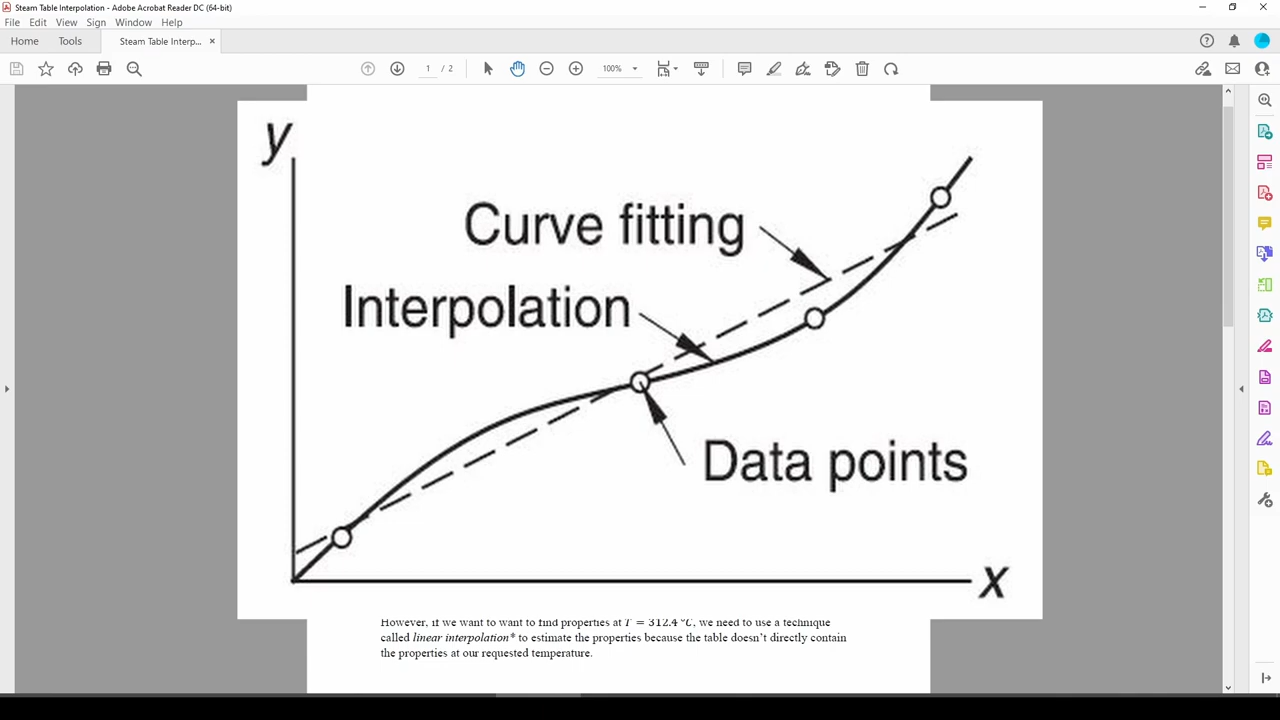 Steam Table Interpolation - Adobe Acrobat Reader DC (64-bit)
File Edit View Sign Window Help
Home Tools Steam Table Interp... ×
1 / 2 100%
y
Curve fitting
Interpolation
Data points
x
However, if we want to want to find properties at T = 312.4 °C, we need to use a technique
called linear interpolation* to estimate the properties because the table doesn't directly contain
the properties at our requested temperature.